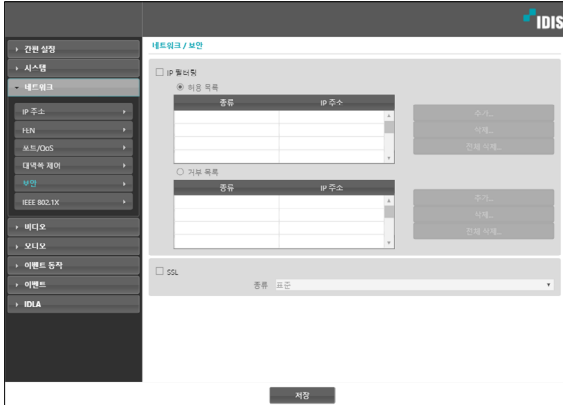 IDIS
간편 설정
네트워크 / 보안
시스템
네트워크
IP 주소
FEN
포트/QoS
대역폭 제어
보안
IEEE 802.1X
비디오
오디오
이벤트 동작
이벤트
IDLA
IP 필터링
허용 목록
종류 IP 주소
추가...
삭제...
전체 삭제...
거부 목록
종류 IP 주소
추가...
삭제...
전체 삭제...
SSL
종류 표준
저장